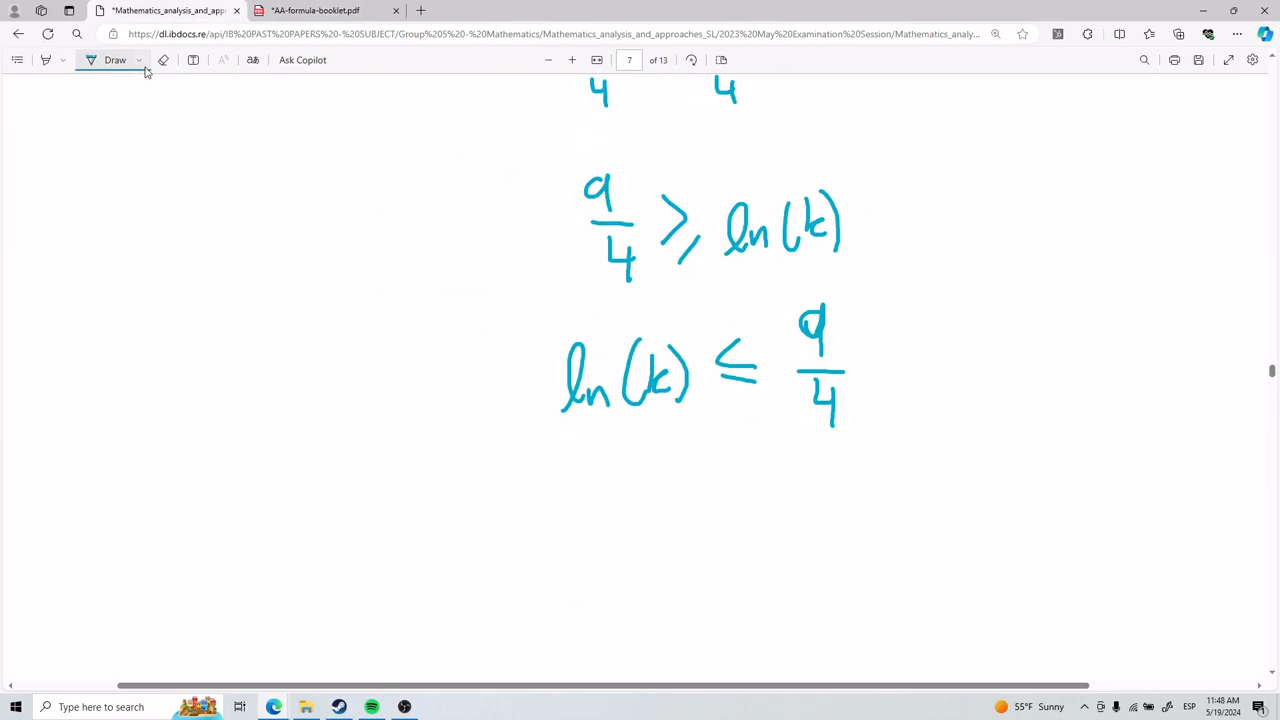 *Mathematics_analysis_and_app
*AA-formula-booklet.pdf
https://dl.ibdocs.re/api/IB%20PAST%20PAPERS%20-%20SUBJECT/Group%205%20-%20Mathematics/Mathematics_analysis_and_approaches_SL/2023%20May%20Examination%20Session/Mathematics_analy...
Draw
Ask Copilot
7 of 13
4 4
9/4 ≥ ln(k)
ln(k) ≤ 9/4
Type here to search
55°F Sunny
ESP
11:48 AM
5/19/2024